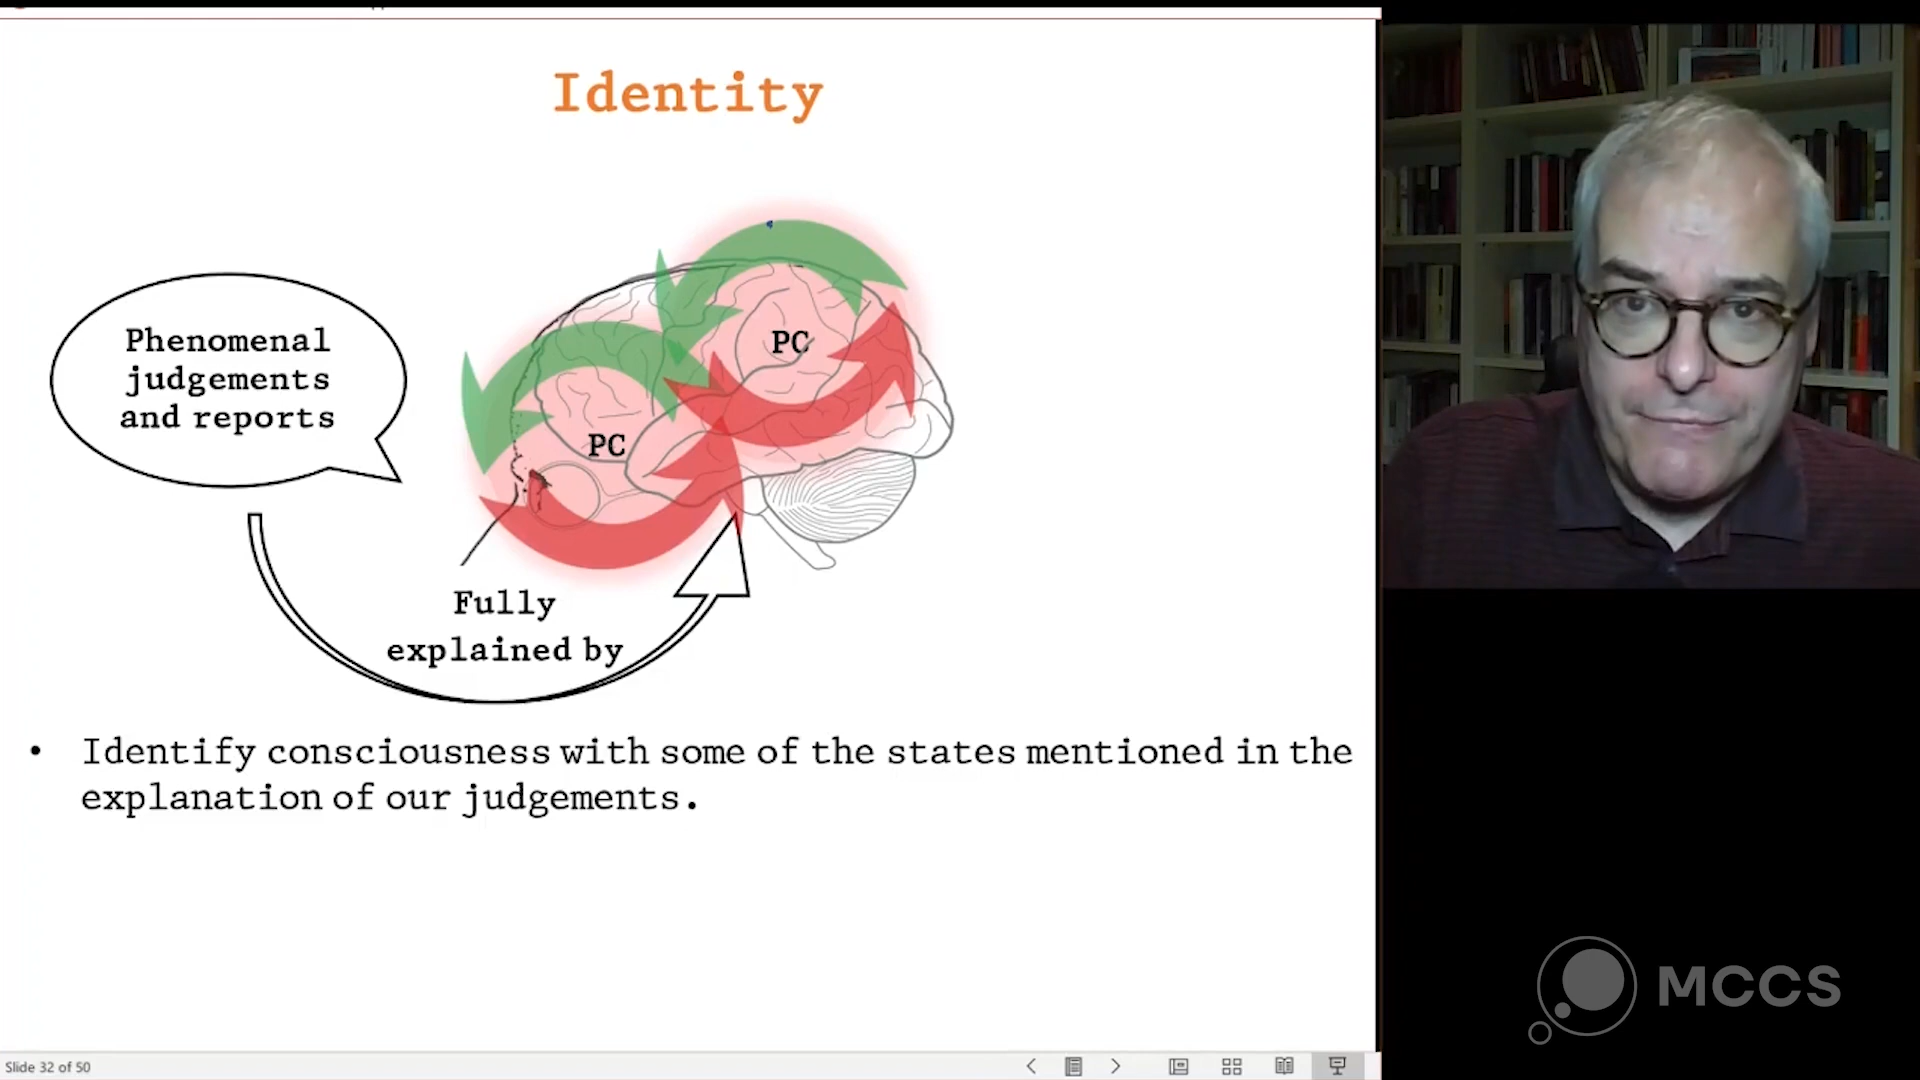 Identity
Phenomenal
judgements
and reports
PC
PC
Fully
explained by
• Identify consciousness with some of the states mentioned in the
explanation of our judgements.
MCCS
Slide 32 of 50